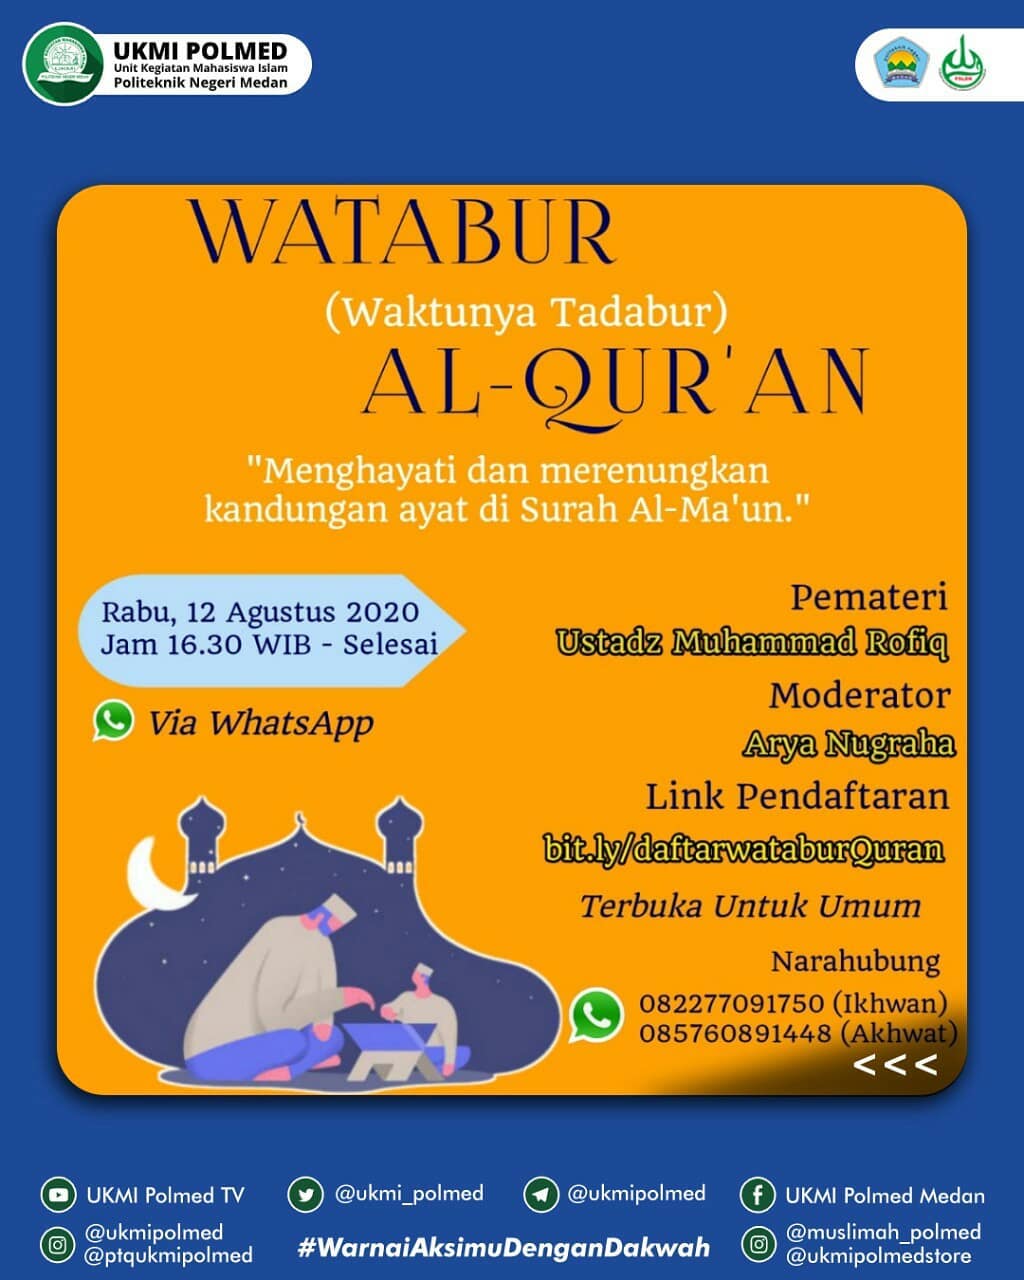 UKMI POLMED
Unit Kegiatan Mahasiswa Islam
Politeknik Negeri Medan
WATABUR
(Waktunya Tadabur)
AL-QUR'AN
"Menghayati dan merenungkan
kandungan ayat di Surah Al-Ma'un."
Rabu, 12 Agustus 2020
Jam 16.30 WIB - Selesai
Via WhatsApp
Pemateri
Ustadz Muhammad Rofiq
Moderator
Arya Nugraha
Link Pendaftaran
bit.ly/daftarwataburQuran
Terbuka Untuk Umum
Narahubung
082277091750 (Ikhwan)
085760891448 (Akhwat)
<<<
UKMI Polmed TV
@ukmi_polmed
@ukmipolmed
UKMI Polmed Medan
@ukmipolmed
@ptqukmipolmed
#WarnaiAksimuDenganDakwah
@muslimah_polmed
@ukmipolmedstore